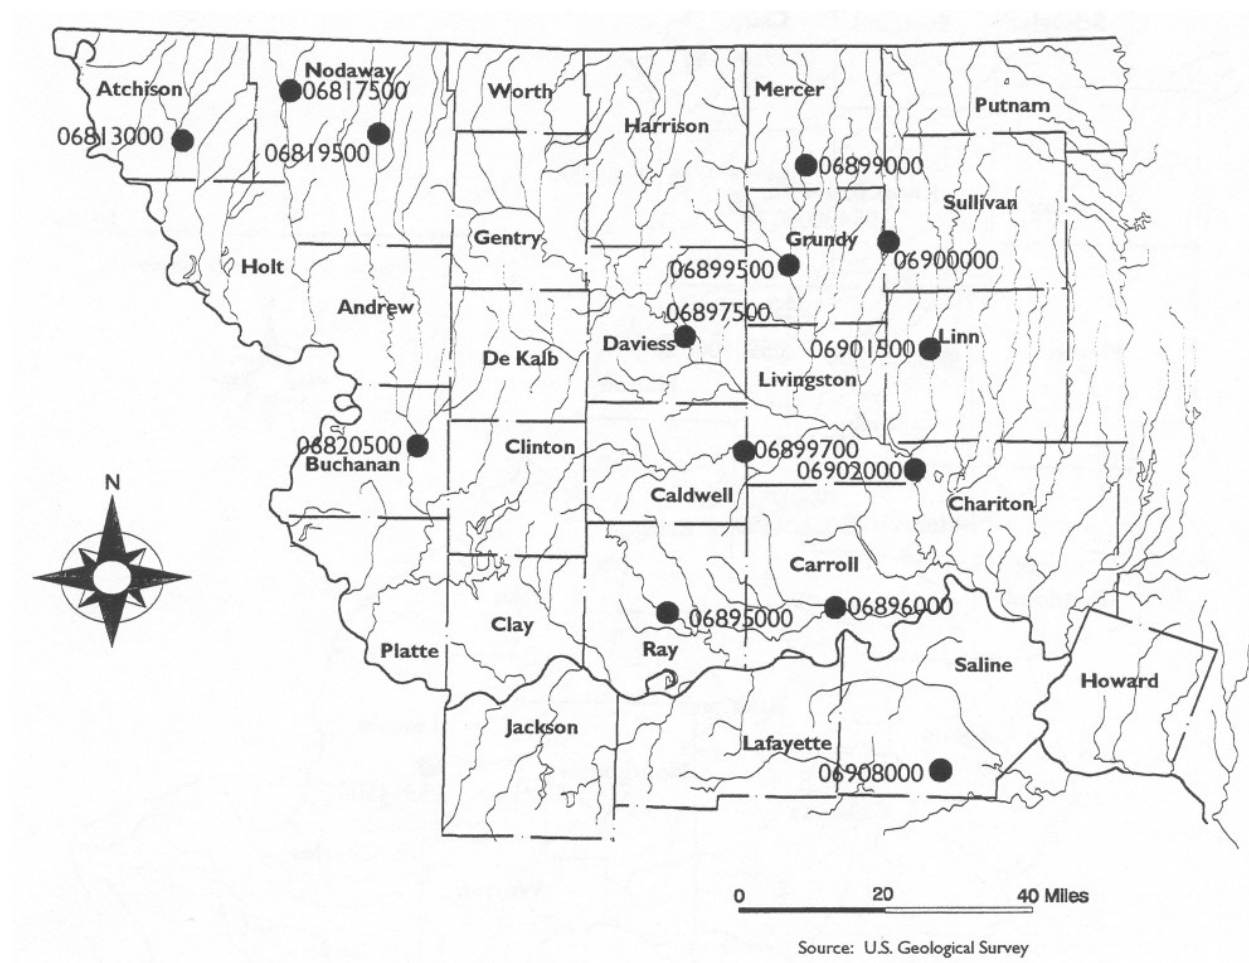 Nodaway
Atchison
06817500
Worth
Mercer
Putnam
Harrison
06813000
06819500
06899000
Sullivan
Gentry
Grundy
Holt
06899500
06900000
Andrew
06897500
De Kalb
Daviess
06901500
Linn
Livingston
06820500
Buchanan
Clinton
06899700
06902000
Caldwell
Chariton
N
Carroll
06896000
06895000
Clay
Platte
Ray
Saline
Howard
Jackson
Lafayette
06908000
0 20 40 Miles
Source: U.S. Geological Survey